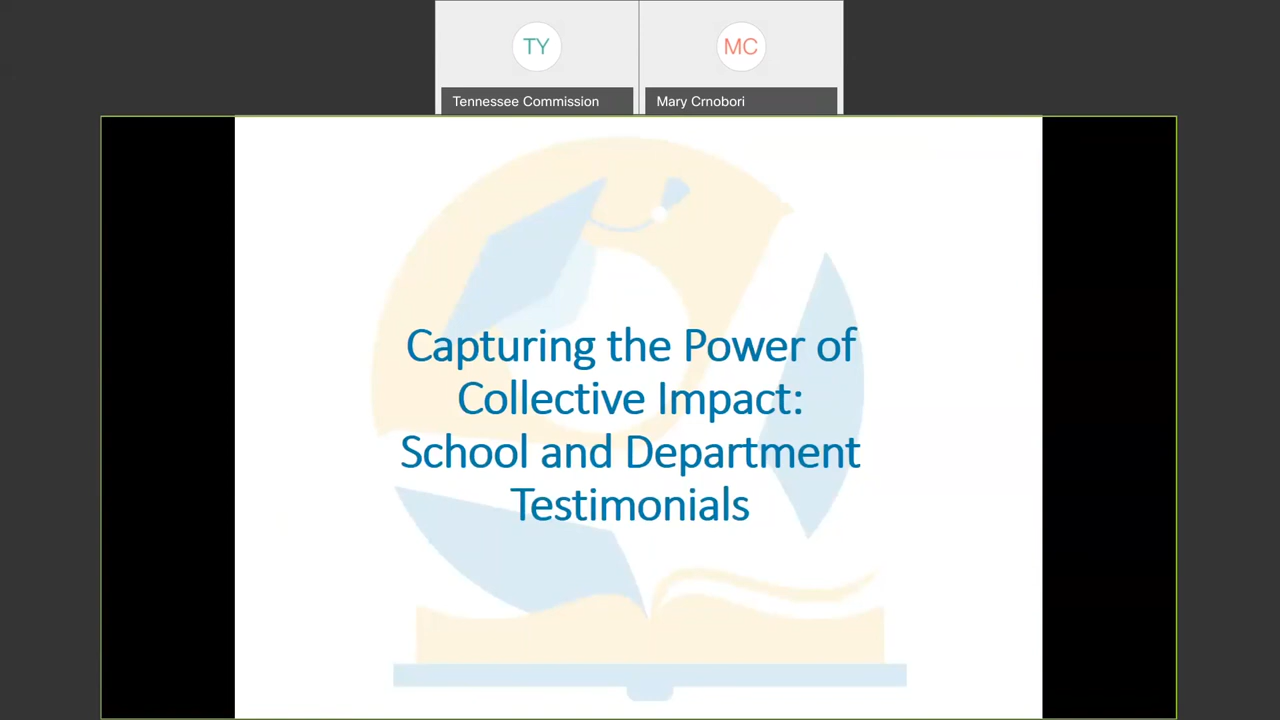 TY
MC
Tennessee Commission
Mary Crnobori
Capturing the Power of
Collective Impact:
School and Department
Testimonials